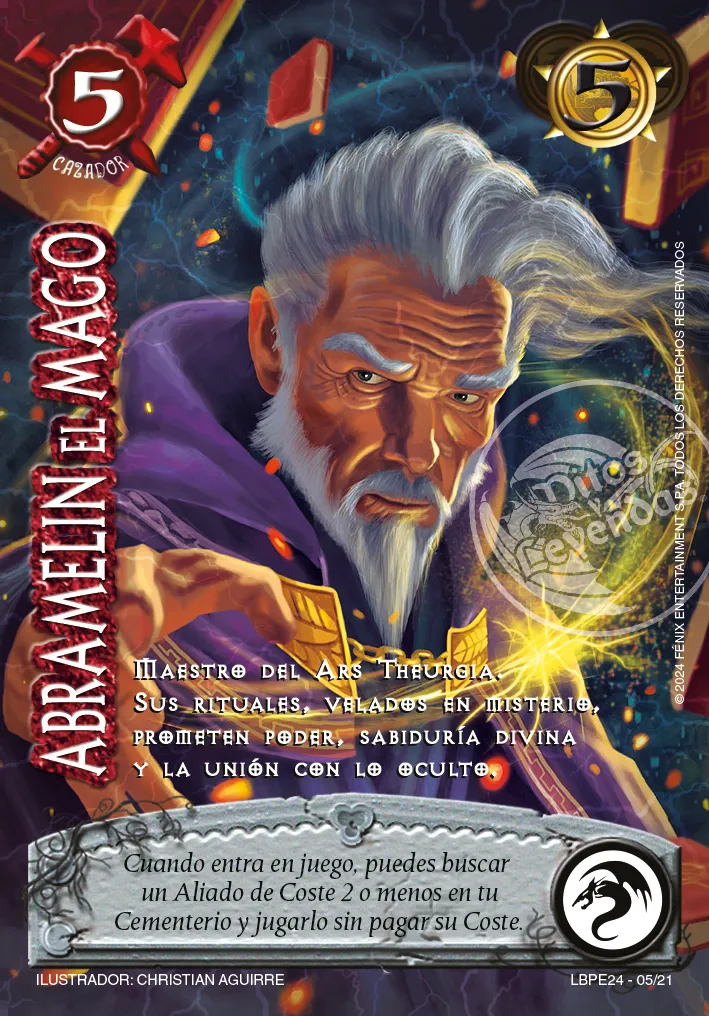 5
CAZADOR
5
ABRAMELIN EL MAGO
© 2024 FÉNIX ENTERTAINMENT S.P.A. TODOS LOS DERECHOS RESERVADOS
Mitos
y
Leyendas
Maestro del Ars Theurgia.
Sus rituales, velados en misterio,
prometen poder, sabiduría divina
y la unión con lo oculto.
Cuando entra en juego, puedes buscar
un Aliado de Coste 2 o menos en tu
Cementerio y jugarlo sin pagar su Coste.
ILUSTRADOR: CHRISTIAN AGUIRRE
LBPE24 - 05/21